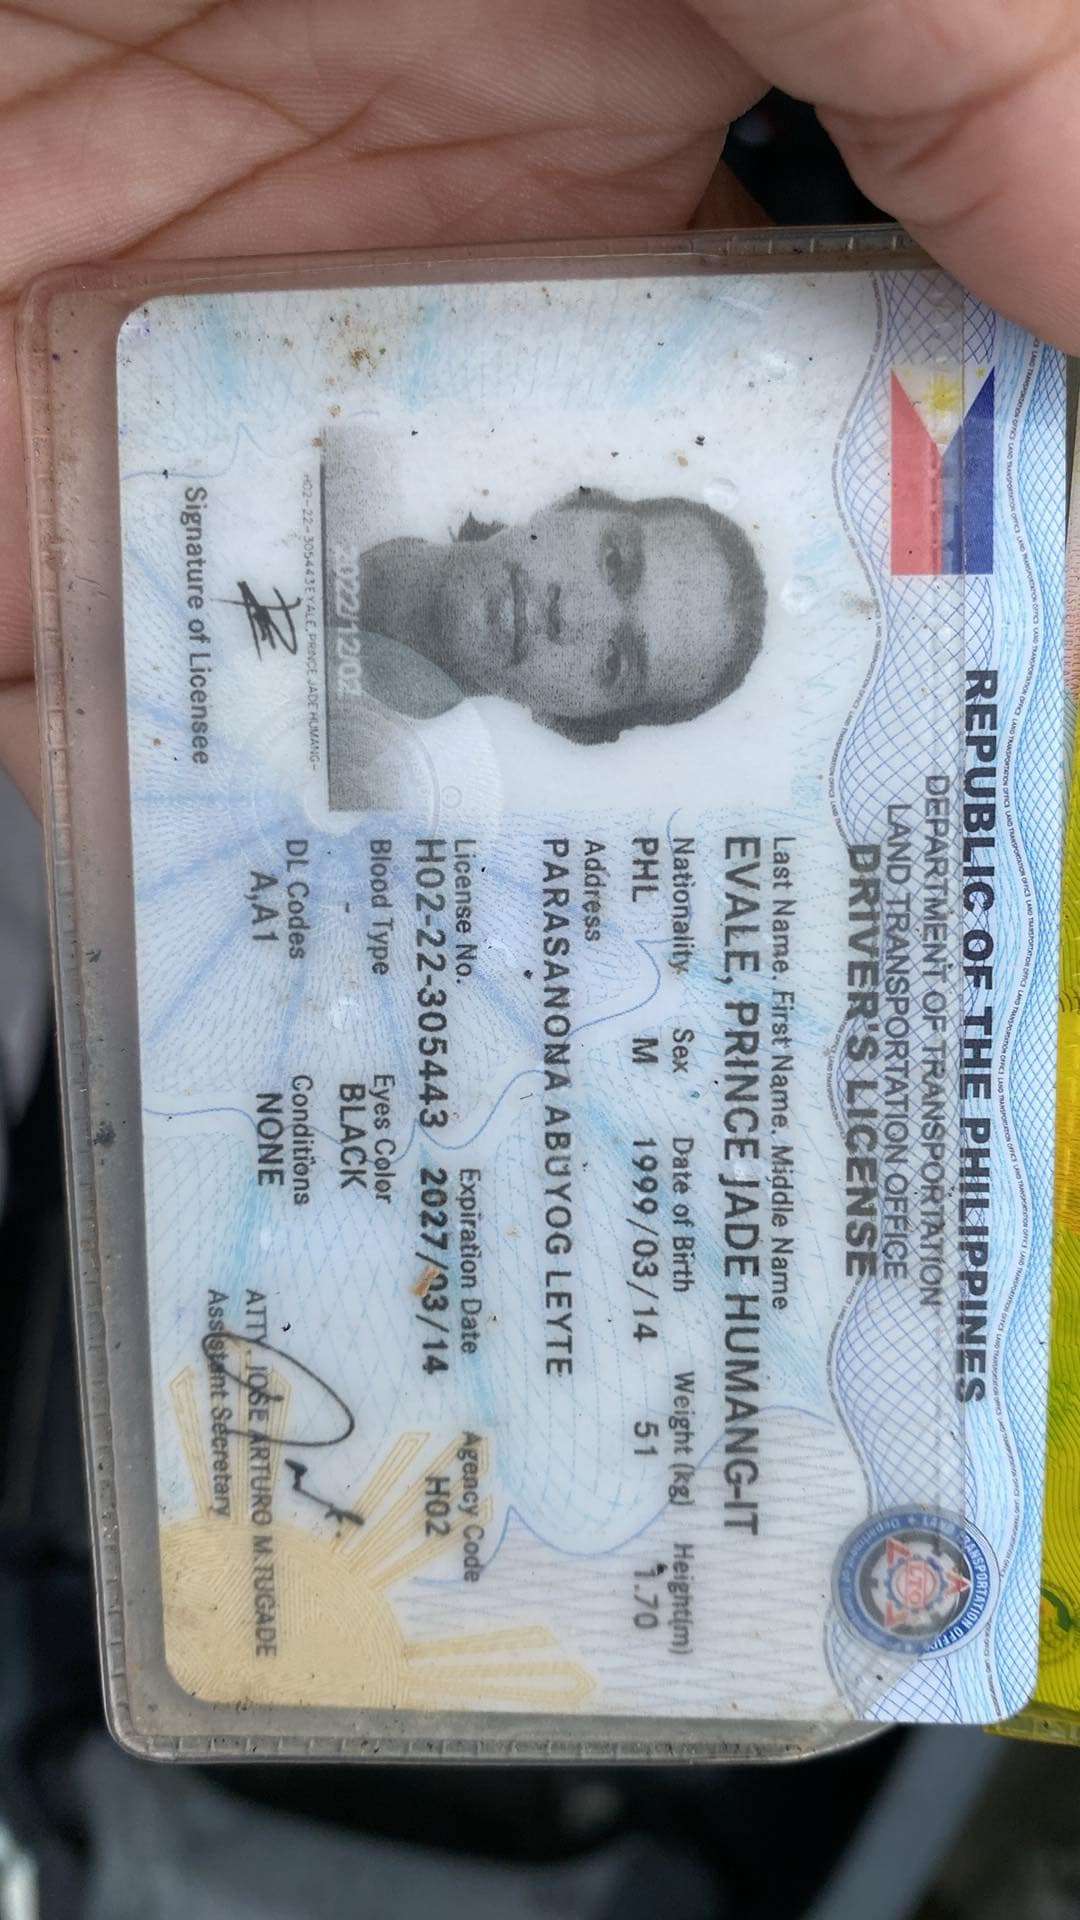 REPUBLIC OF THE PHILIPPINES
DEPARTMENT OF TRANSPORTATION
LAND TRANSPORTATION OFFICE
DRIVER'S LICENSE
Last Name, First Name, Middle Name
EVALE, PRINCE JADE HUMANG-IT
Nationality Sex Date of Birth Weight (kg) Height(m)
PHL M 1999/03/14 51 1.70
Address
PARASANONA ABUYOG LEYTE
License No. Expiration Date Agency Code
H02-22-305443 2027/03/14 H02
Blood Type Eyes Color
- BLACK
DL Codes Conditions
A,A1 NONE
2022/12/02
H02-22-305443 EVALE, PRINCE JADE HUMANG-
Signature of Licensee
ATTY. JOSE ARTURO M TUGADE
Assistant Secretary
LTO